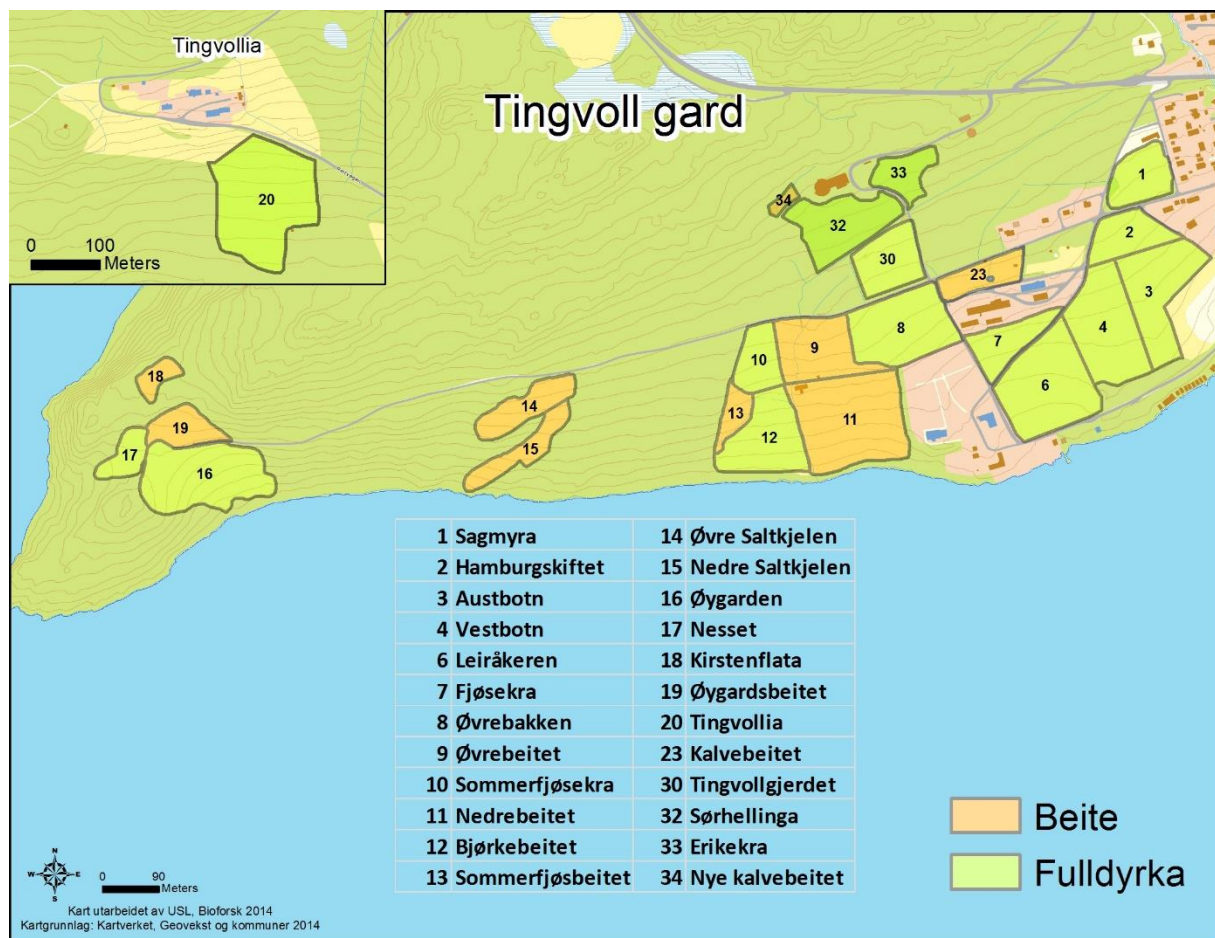 Tingvollia
20
0 100
Meters
Tingvoll gard
1
2
3
4
6
7
8
9
10
11
12
13
14
15
16
17
18
19
23
30
32
33
34
1 Sagmyra 14 Øvre Saltkjelen
2 Hamburgskiftet 15 Nedre Saltkjelen
3 Austbotn 16 Øygarden
4 Vestbotn 17 Nesset
6 Leiråkeren 18 Kirstenflata
7 Fjøsekra 19 Øygardsbeitet
8 Øvrebakken 20 Tingvollia
9 Øvrebeitet 23 Kalvebeitet
10 Sommerfjøsekra 30 Tingvollgjerdet
11 Nedrebeitet 32 Sørhellinga
12 Bjørkebeitet 33 Erikekra
13 Sommerfjøsbeitet 34 Nye kalvebeitet
Beite
Fulldyrka
N
W E
S
0 90
Meters
Kart utarbeidet av USL, Bioforsk 2014
Kartgrunnlag: Kartverket, Geovekst og kommuner 2014